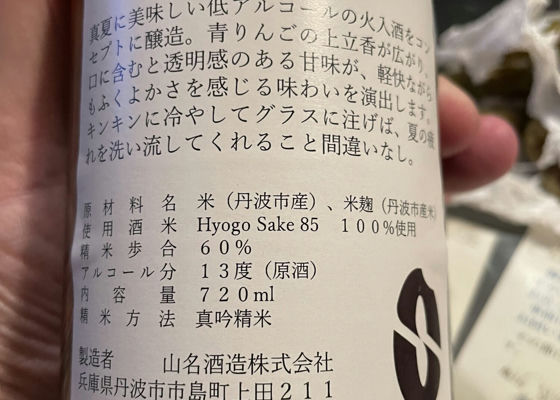 真夏に美味しい低アルコールの火入酒をコン
セプトに醸造。青りんごの上立香が広がり、
口に含むと透明感のある甘味が、軽快ながら
もふくよかさを感じる味わいを演出します。
キンキンに冷やしてグラスに注げば、夏の疲
れを洗い流してくれること間違いなし。
原材料名 米（丹波市産）、米麹（丹波市産米）
使用酒米 Hyogo Sake 85 １００％使用
精米歩合 ６０％
アルコール分 １３度（原酒）
内容量 ７２０ml
精米方法 真吟精米
製造者 山名酒造株式会社
兵庫県丹波市市島町上田２１１